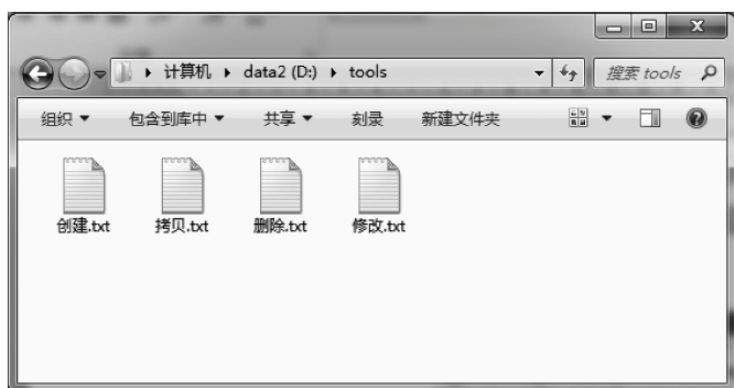 计算机 data2 (D:) tools 搜索 tools
组织 包含到库中 共享 刻录 新建文件夹
创建.txt 拷贝.txt 删除.txt 修改.txt